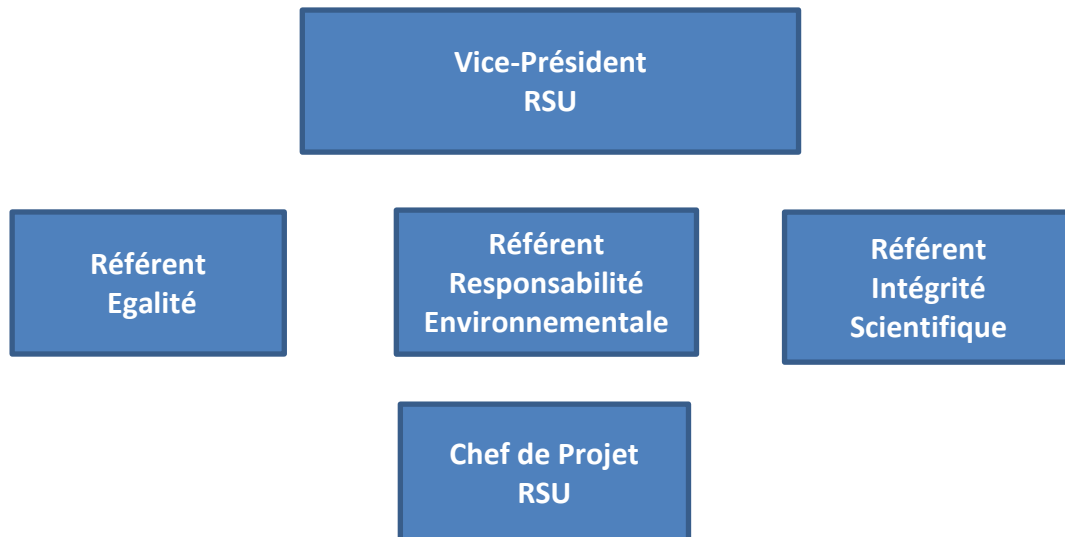 Vice-Président
RSU
Référent
Egalité
Référent
Responsabilité
Environnementale
Référent
Intégrité
Scientifique
Chef de Projet
RSU